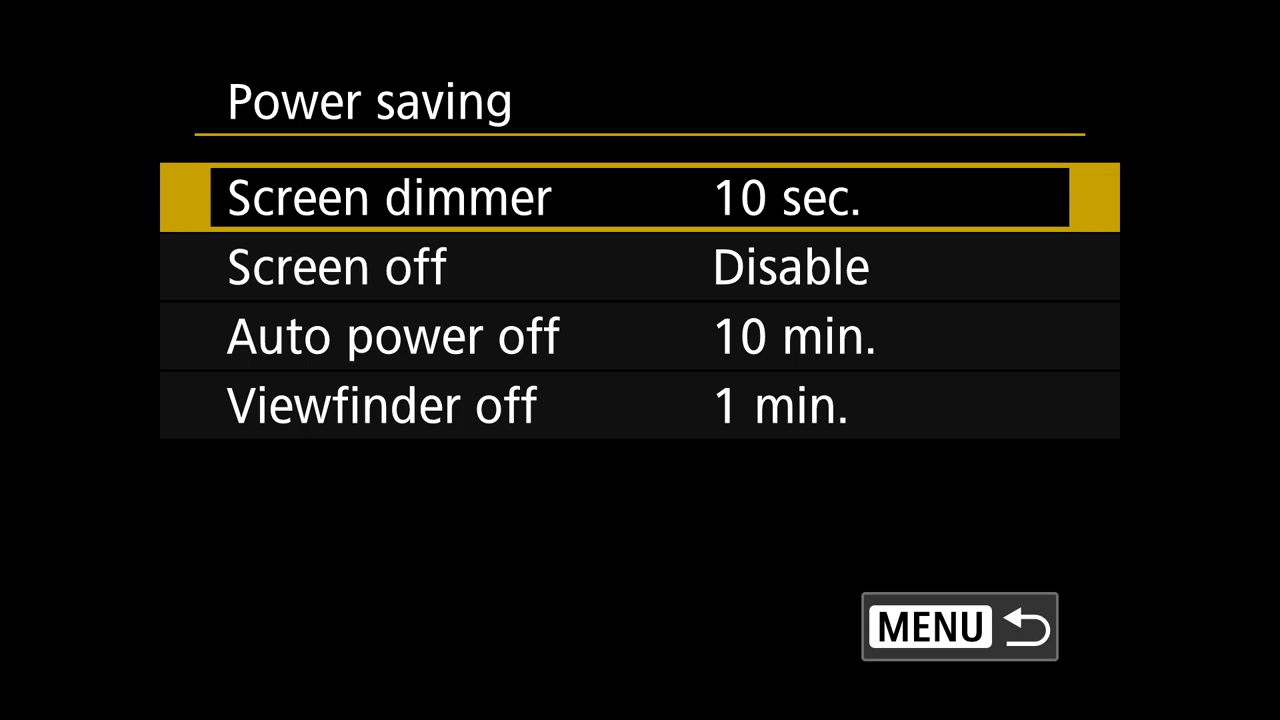 Power saving
Screen dimmer 10 sec.
Screen off Disable
Auto power off 10 min.
Viewfinder off 1 min.
MENU